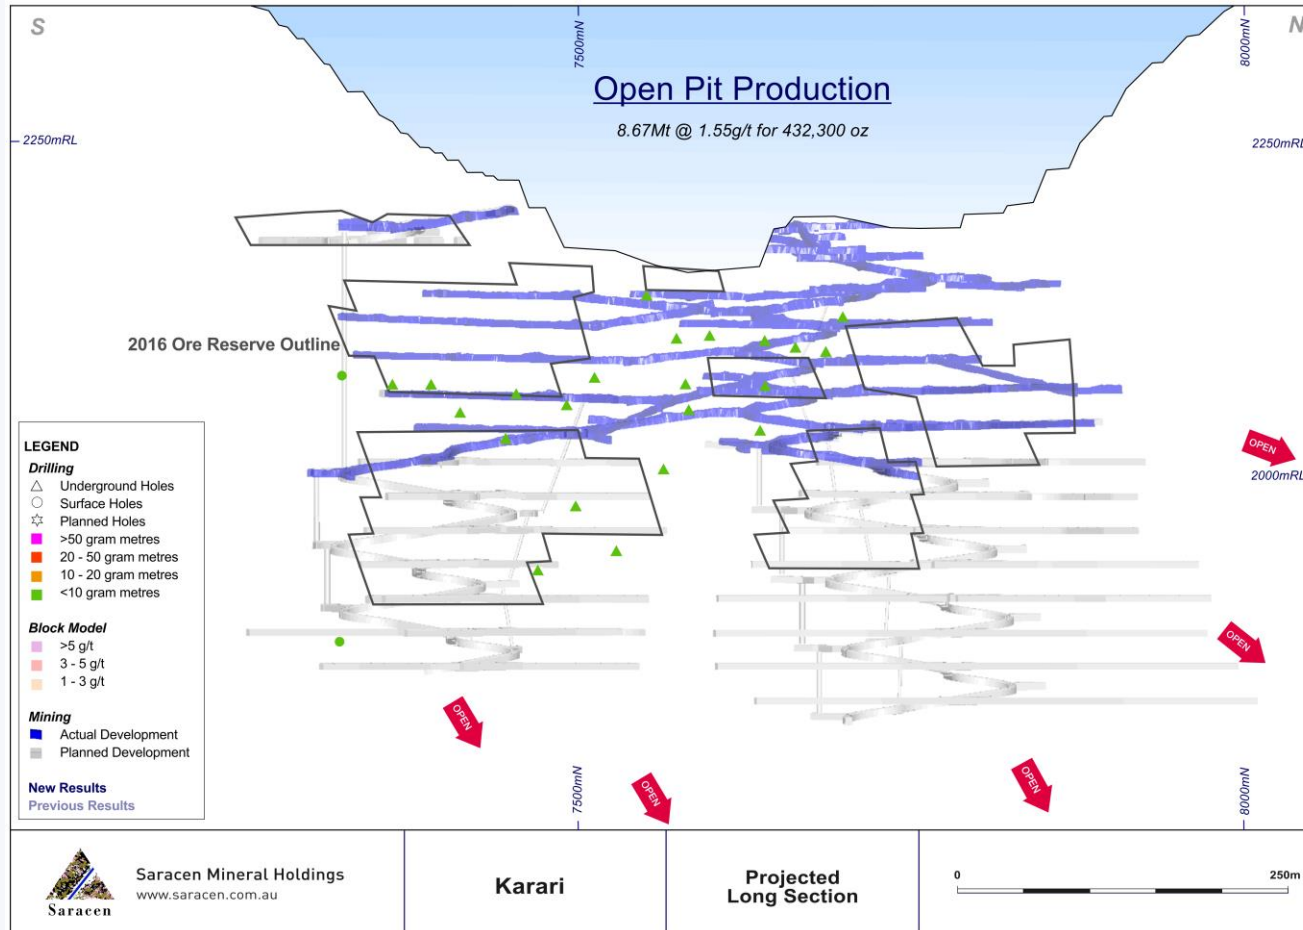 S
N
7500mN
8000mN
Open Pit Production
8.67Mt @ 1.55g/t for 432,300 oz
2250mRL
2250mRL
2016 Ore Reserve Outline
LEGEND
Drilling
Underground Holes
Surface Holes
Planned Holes
>50 gram metres
20 - 50 gram metres
10 - 20 gram metres
<10 gram metres
Block Model
>5 g/t
3 - 5 g/t
1 - 3 g/t
Mining
Actual Development
Planned Development
New Results
Previous Results
OPEN
2000mRL
OPEN
OPEN
OPEN
OPEN
7500mN
8000mN
Saracen
Saracen Mineral Holdings
www.saracen.com.au
Karari
Projected
Long Section
0
250m